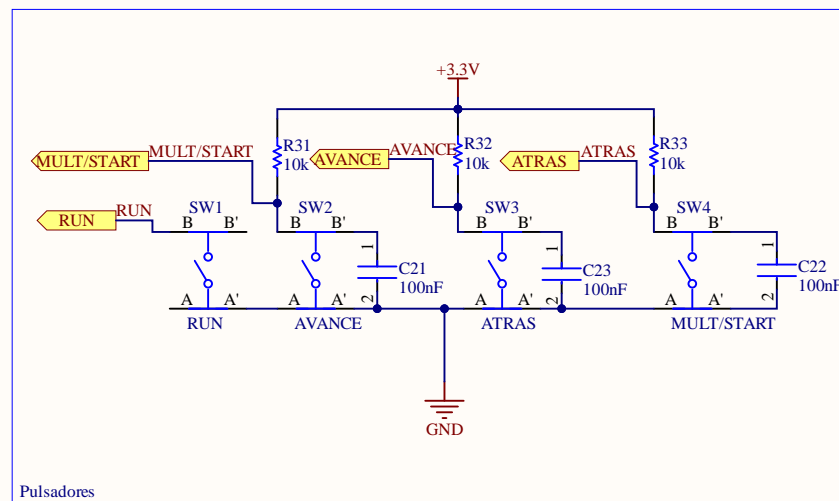 +3.3V
MULT/START
MULT/START
R31
10k
AVANCE
AVANCE
R32
10k
ATRAS
ATRAS
R33
10k
RUN
RUN
SW1
B B'
A A'
RUN
SW2
B B'
A A'
AVANCE
1
2
C21
100nF
SW3
B B'
A A'
ATRAS
1
2
C23
100nF
SW4
B B'
A A'
MULT/START
1
2
C22
100nF
GND
Pulsadores